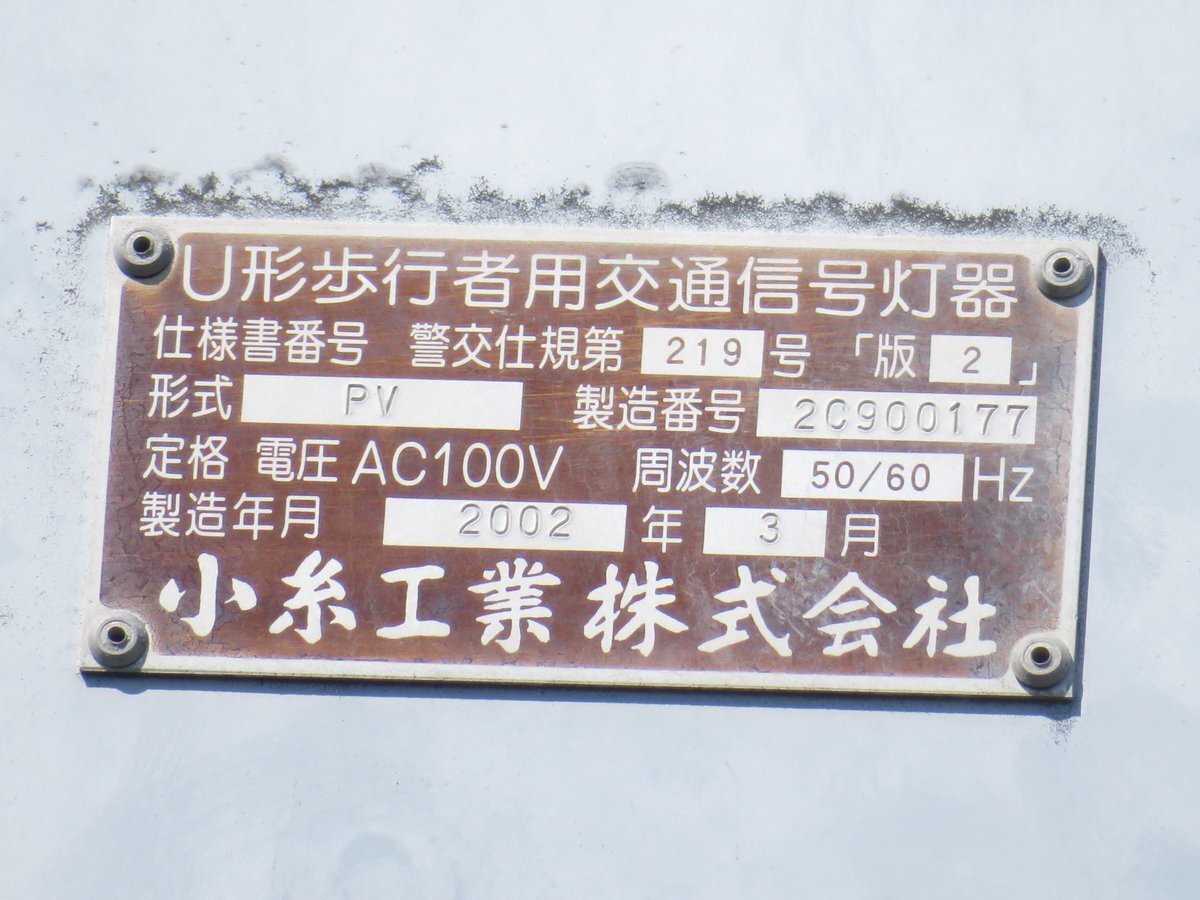 U形歩行者用交通信号灯器
仕様書番号 警交仕規第 219 号 「版 2 」
形式 PV 製造番号 2C900177
定格 電圧 AC100V 周波数 50/60 Hz
製造年月 2002 年 3 月
小糸工業株式会社